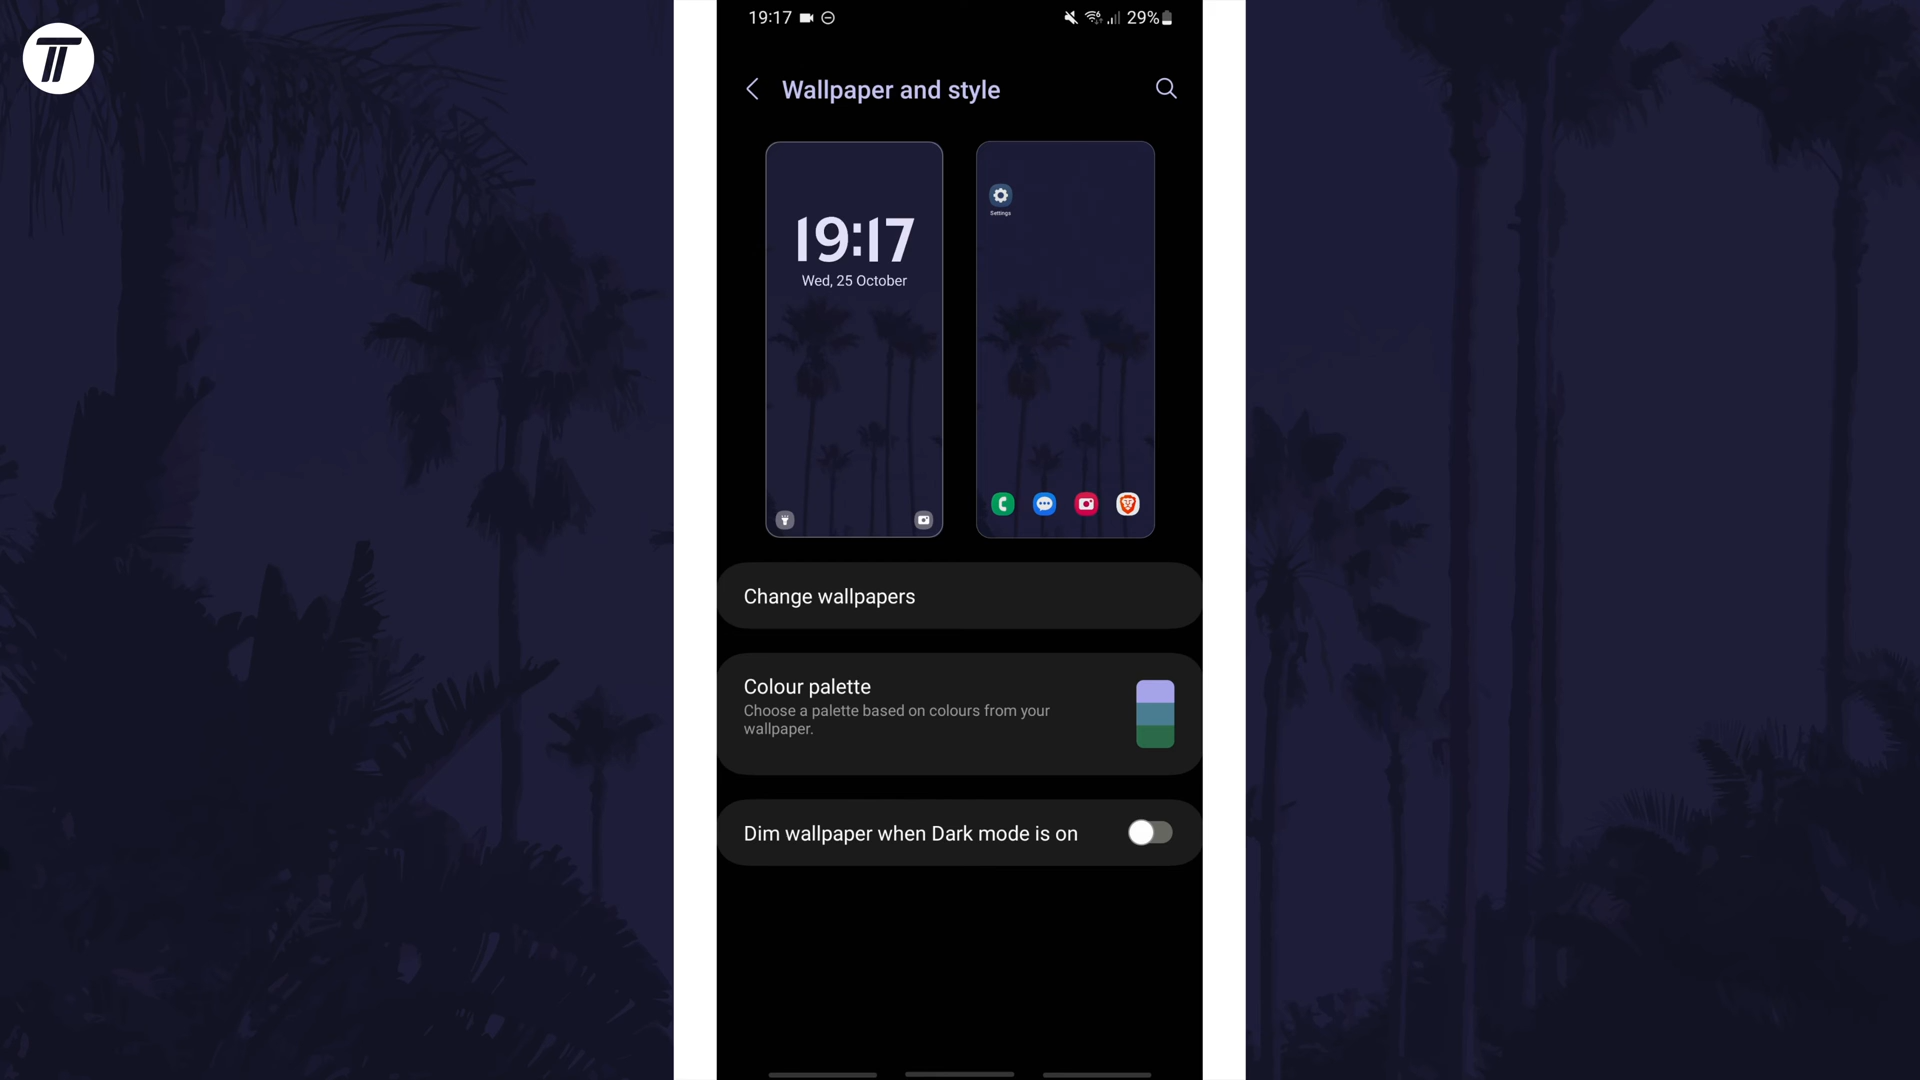 19:17
29%
Wallpaper and style
19:17
Wed, 25 October
Settings
Change wallpapers
Colour palette
Choose a palette based on colours from your
wallpaper.
Dim wallpaper when Dark mode is on